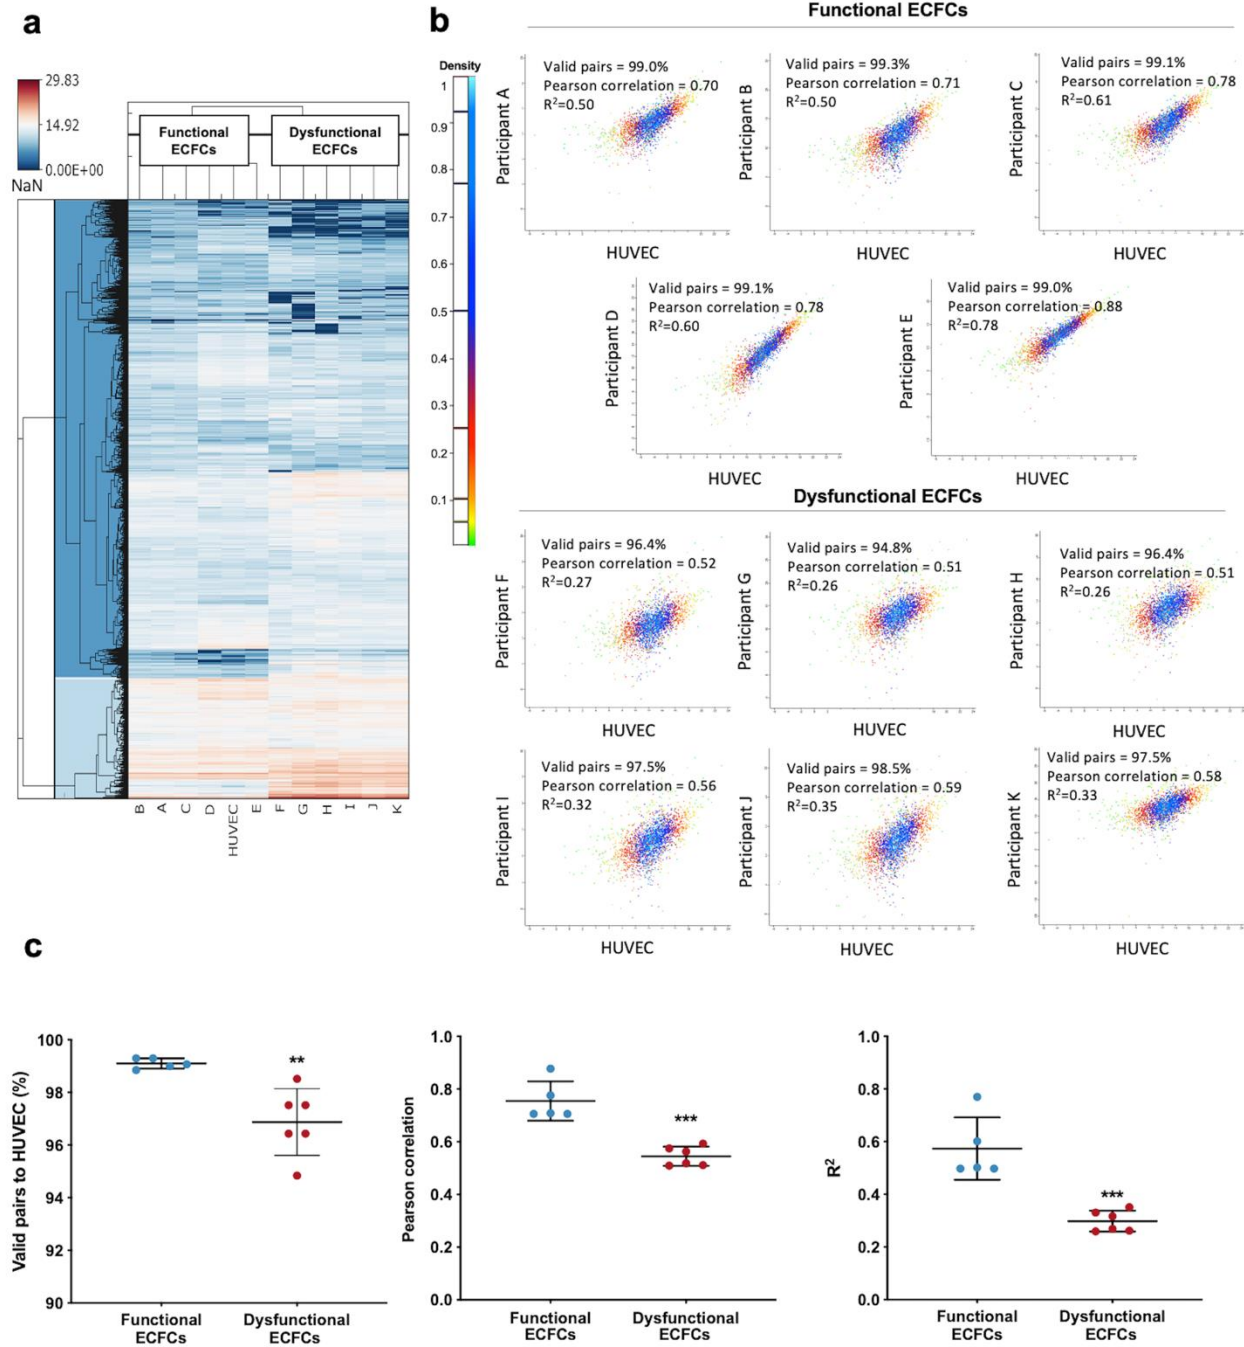 a
29.83
14.92
0.00E+00
NaN
Functional
ECFCs
Dysfunctional
ECFCs
B
A
C
D
HUVEC
E
F
G
H
I
J
K
b
Functional ECFCs
Density
1
0.9
0.8
0.7
0.6
0.5
0.4
0.3
0.2
0.1
Participant A
Valid pairs = 99.0%
Pearson correlation = 0.70
R²=0.50
HUVEC
Participant B
Valid pairs = 99.3%
Pearson correlation = 0.71
R²=0.50
HUVEC
Participant C
Valid pairs = 99.1%
Pearson correlation = 0.78
R²=0.61
HUVEC
Participant D
Valid pairs = 99.1%
Pearson correlation = 0.78
R²=0.60
HUVEC
Participant E
Valid pairs = 99.0%
Pearson correlation = 0.88
R²=0.78
HUVEC
Dysfunctional ECFCs
Participant F
Valid pairs = 96.4%
Pearson correlation = 0.52
R²=0.27
HUVEC
Participant G
Valid pairs = 94.8%
Pearson correlation = 0.51
R²=0.26
HUVEC
Participant H
Valid pairs = 96.4%
Pearson correlation = 0.51
R²=0.26
HUVEC
Participant I
Valid pairs = 97.5%
Pearson correlation = 0.56
R²=0.32
HUVEC
Participant J
Valid pairs = 98.5%
Pearson correlation = 0.59
R²=0.35
HUVEC
Participant K
Valid pairs = 97.5%
Pearson correlation = 0.58
R²=0.33
HUVEC
c
Valid pairs to HUVEC (%)
100
98
96
94
92
90
**
Functional
ECFCs
Dysfunctional
ECFCs
Pearson correlation
1.0
0.8
0.6
0.4
0.2
0.0
***
Functional
ECFCs
Dysfunctional
ECFCs
R²
1.0
0.8
0.6
0.4
0.2
0.0
***
Functional
ECFCs
Dysfunctional
ECFCs